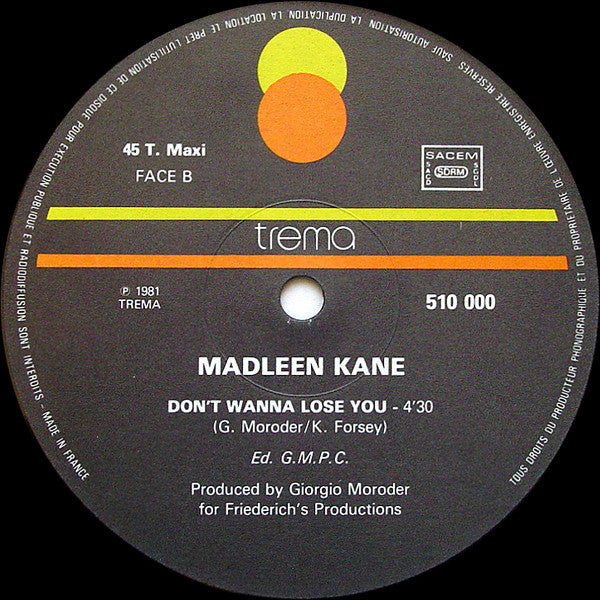 TOUS DROITS DU PRODUCTEUR PHONOGRAPHIQUE ET DU PROPRIETAIRE DE L'ŒUVRE ENREGISTREE RESERVES - SAUF AUTORISATION LA DUPLICATION, LA LOCATION, LE PRET, L'UTILISATION DE CE DISQUE POUR EXECUTION PUBLIQUE ET RADIODIFFUSION SONT INTERDITS - MADE IN FRANCE
45 T. Maxi
FACE B
SACEM
SACD SDRM SGDL
trema
℗ 1981
TREMA
510 000
MADLEEN KANE
DON'T WANNA LOSE YOU - 4'30
(G. Moroder/K. Forsey)
Ed. G.M.P.C.
Produced by Giorgio Moroder
for Friederich's Productions